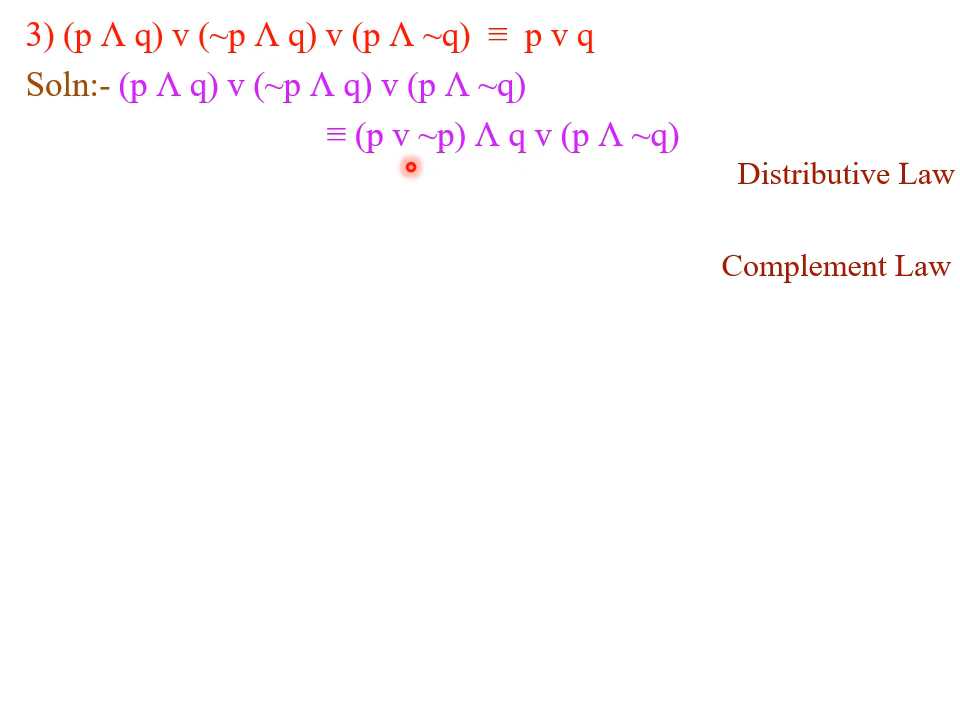 3) (p Λ q) v (~p Λ q) v (p Λ ~q) ≡ p v q
Soln:- (p Λ q) v (~p Λ q) v (p Λ ~q)
≡ (p v ~p) Λ q v (p Λ ~q)
Distributive Law
Complement Law